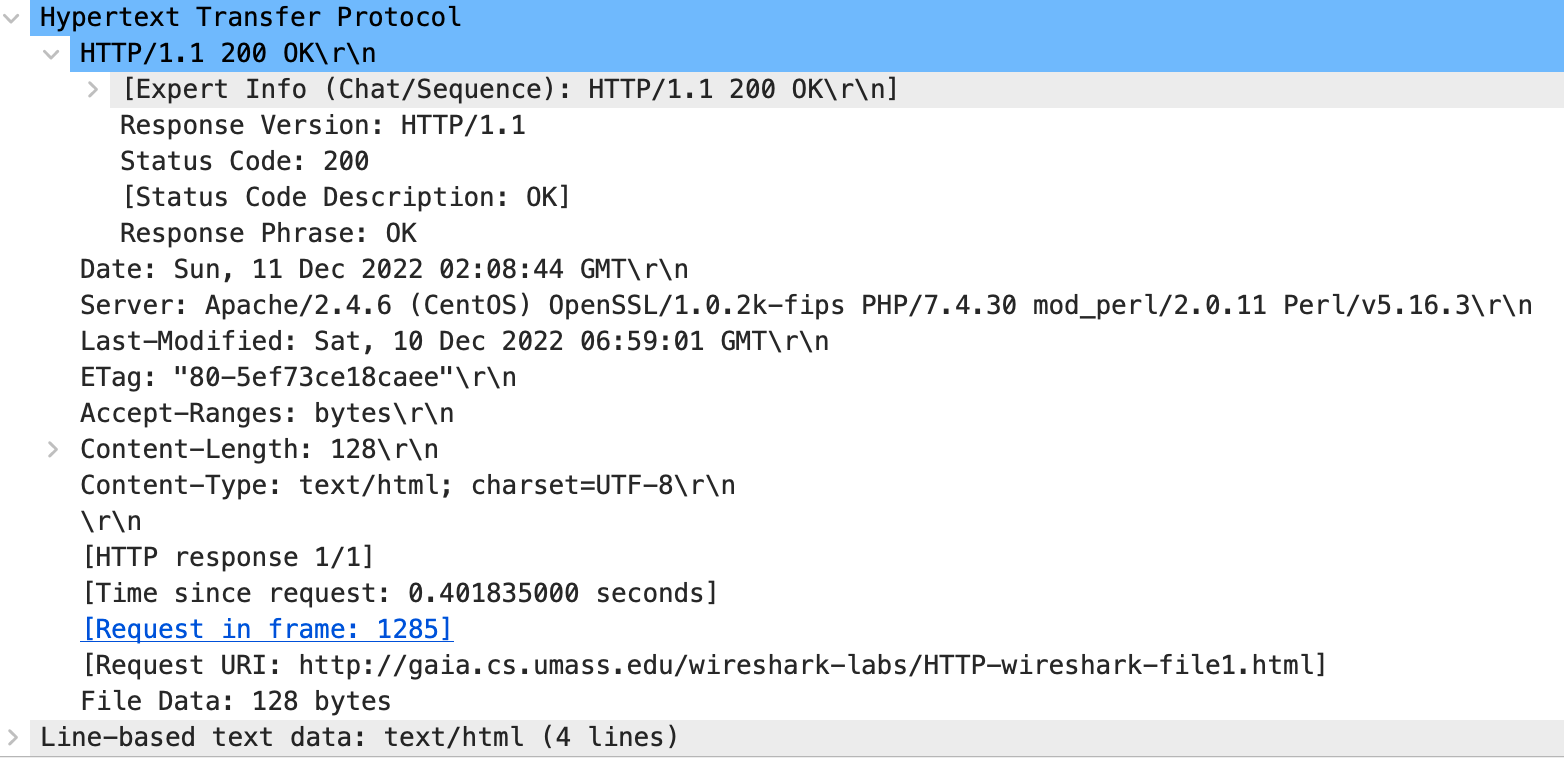 Hypertext Transfer Protocol
HTTP/1.1 200 OK\r\n
[Expert Info (Chat/Sequence): HTTP/1.1 200 OK\r\n]
Response Version: HTTP/1.1
Status Code: 200
[Status Code Description: OK]
Response Phrase: OK
Date: Sun, 11 Dec 2022 02:08:44 GMT\r\n
Server: Apache/2.4.6 (CentOS) OpenSSL/1.0.2k-fips PHP/7.4.30 mod_perl/2.0.11 Perl/v5.16.3\r\n
Last-Modified: Sat, 10 Dec 2022 06:59:01 GMT\r\n
ETag: "80-5ef73ce18caee"\r\n
Accept-Ranges: bytes\r\n
Content-Length: 128\r\n
Content-Type: text/html; charset=UTF-8\r\n
\r\n
[HTTP response 1/1]
[Time since request: 0.401835000 seconds]
[Request in frame: 1285]
[Request URI: http://gaia.cs.umass.edu/wireshark-labs/HTTP-wireshark-file1.html]
File Data: 128 bytes
Line-based text data: text/html (4 lines)